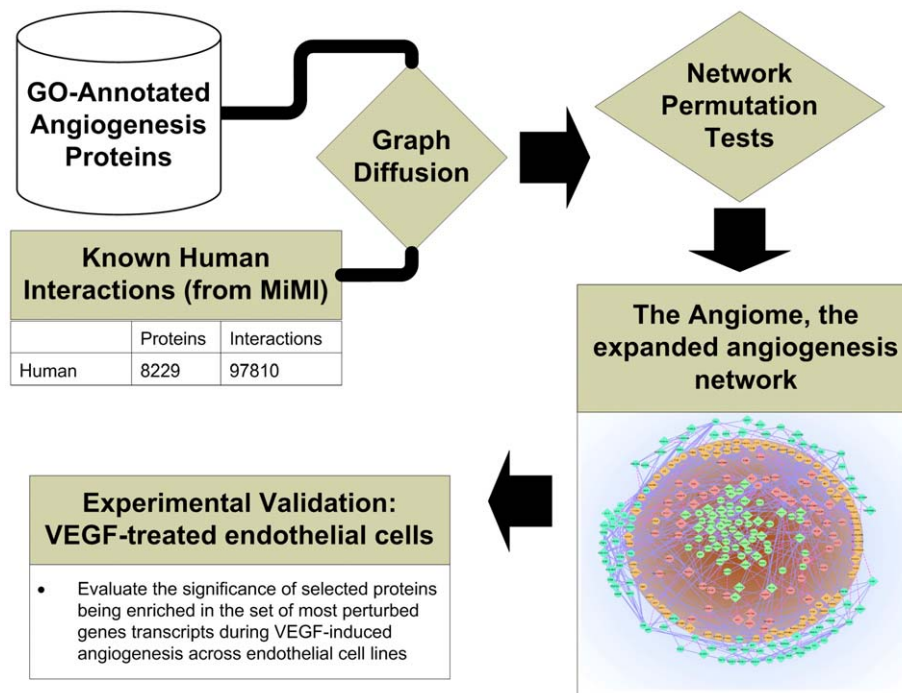 GO-Annotated
Angiogenesis
Proteins
Graph
Diffusion
Network
Permutation
Tests
Known Human
Interactions (from MiMI)
Proteins Interactions
Human 8229 97810
The Angiome, the
expanded angiogenesis
network
Experimental Validation:
VEGF-treated endothelial cells
• Evaluate the significance of selected proteins
being enriched in the set of most perturbed
genes transcripts during VEGF-induced
angiogenesis across endothelial cell lines